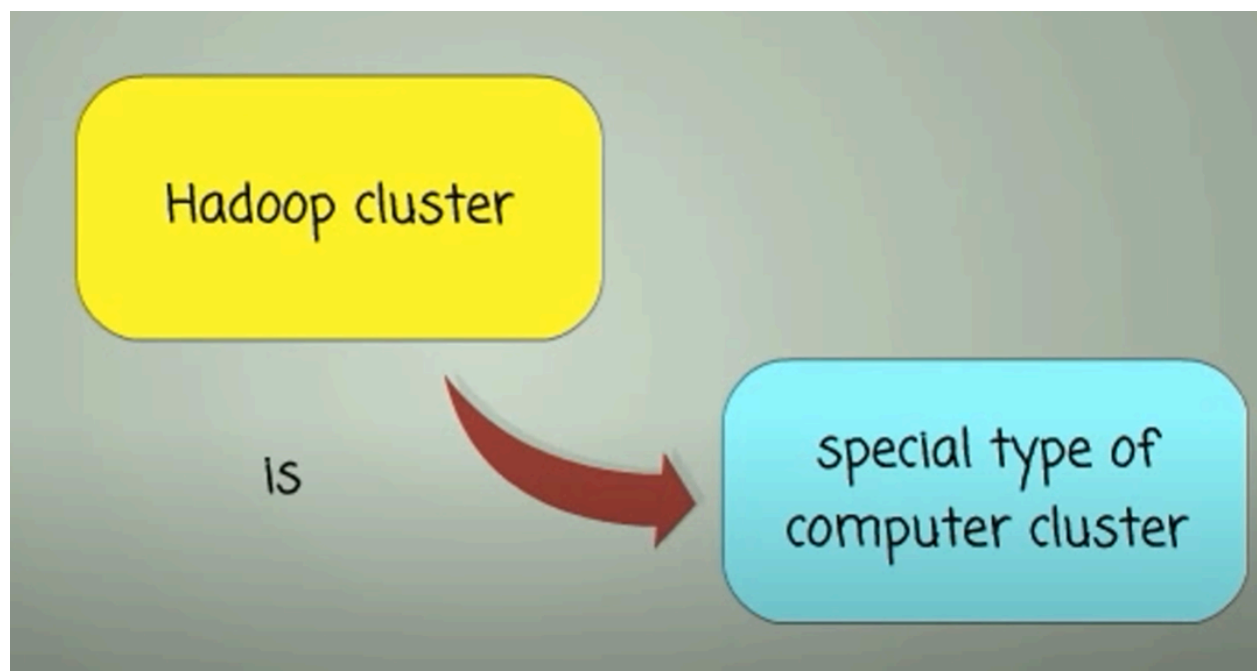 Hadoop cluster
is
special type of
computer cluster